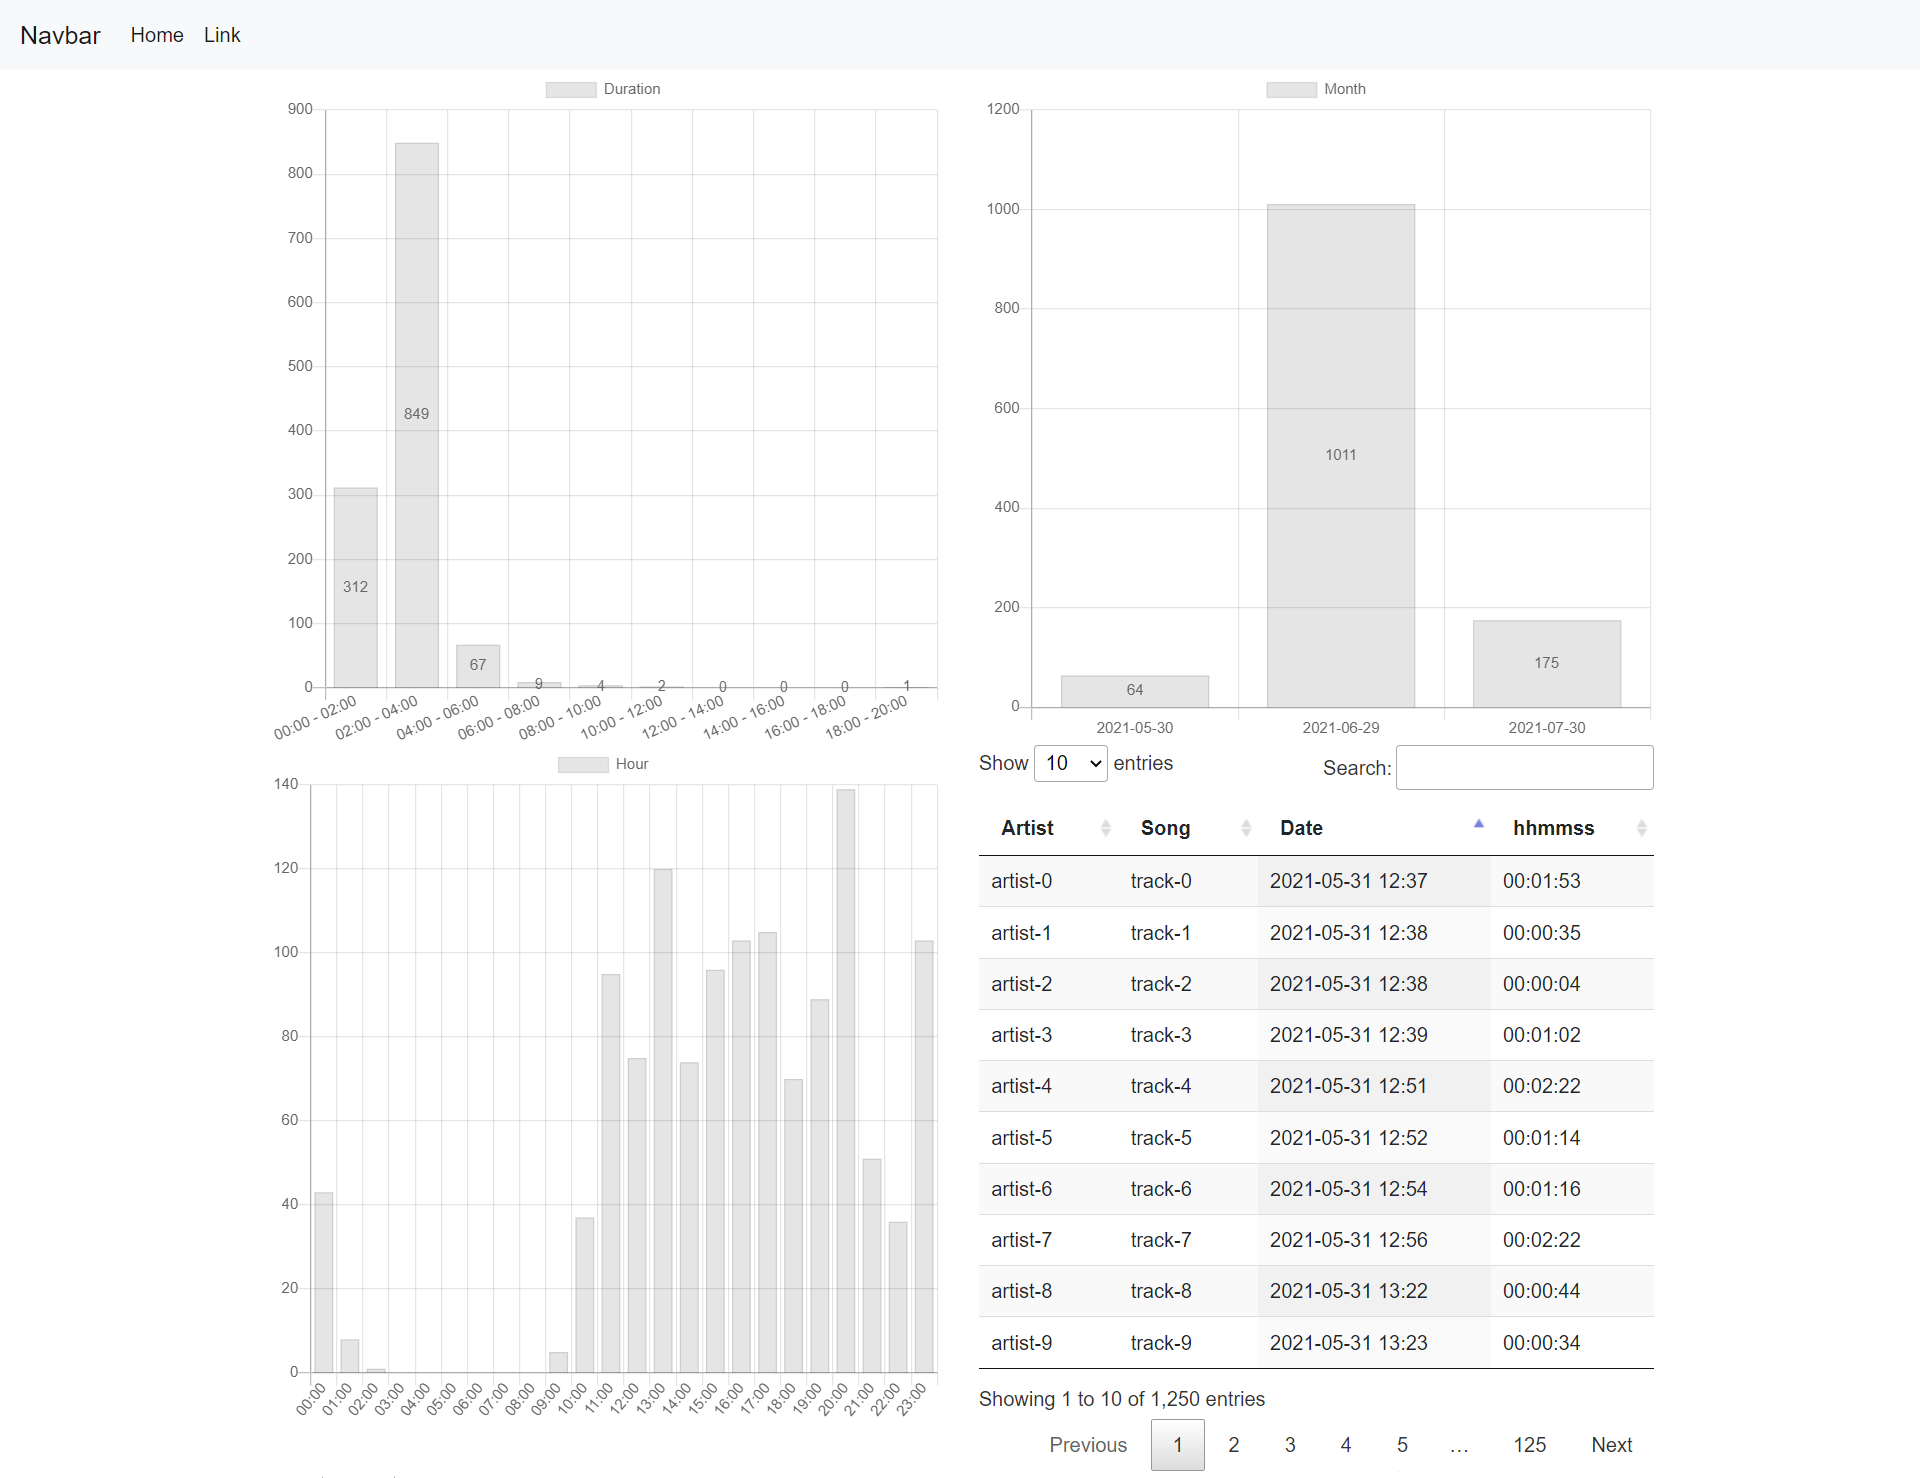 Navbar Home Link
Duration
900
800
700
600
500
400
300
200
100
0
312
849
67
9
4
2
0
0
0
1
00:00 - 02:00
02:00 - 04:00
04:00 - 06:00
06:00 - 08:00
08:00 - 10:00
10:00 - 12:00
12:00 - 14:00
14:00 - 16:00
16:00 - 18:00
18:00 - 20:00
Month
1200
1000
800
600
400
200
0
64
1011
175
2021-05-30
2021-06-29
2021-07-30
Hour
140
120
100
80
60
40
20
0
00:00
01:00
02:00
03:00
04:00
05:00
06:00
07:00
08:00
09:00
10:00
11:00
12:00
13:00
14:00
15:00
16:00
17:00
18:00
19:00
20:00
21:00
22:00
23:00
Show 10 entries Search:
Artist Song Date hhmmss
artist-0 track-0 2021-05-31 12:37 00:01:53
artist-1 track-1 2021-05-31 12:38 00:00:35
artist-2 track-2 2021-05-31 12:38 00:00:04
artist-3 track-3 2021-05-31 12:39 00:01:02
artist-4 track-4 2021-05-31 12:51 00:02:22
artist-5 track-5 2021-05-31 12:52 00:01:14
artist-6 track-6 2021-05-31 12:54 00:01:16
artist-7 track-7 2021-05-31 12:56 00:02:22
artist-8 track-8 2021-05-31 13:22 00:00:44
artist-9 track-9 2021-05-31 13:23 00:00:34
Showing 1 to 10 of 1,250 entries
Previous 1 2 3 4 5 … 125 Next